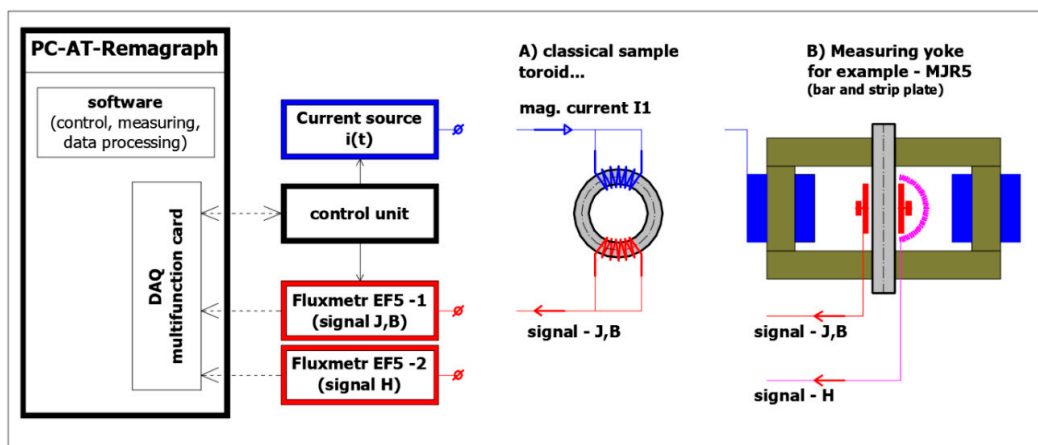 PC-AT-Remagraph
software
(control, measuring,
data processing)
DAQ
multifunction card
Current source
i(t)
control unit
Fluxmetr EF5 -1
(signal J,B)
Fluxmetr EF5 -2
(signal H)
A) classical sample
toroid...
mag. current I1
signal - J,B
B) Measuring yoke
for example - MJR5
(bar and strip plate)
signal - J,B
signal - H